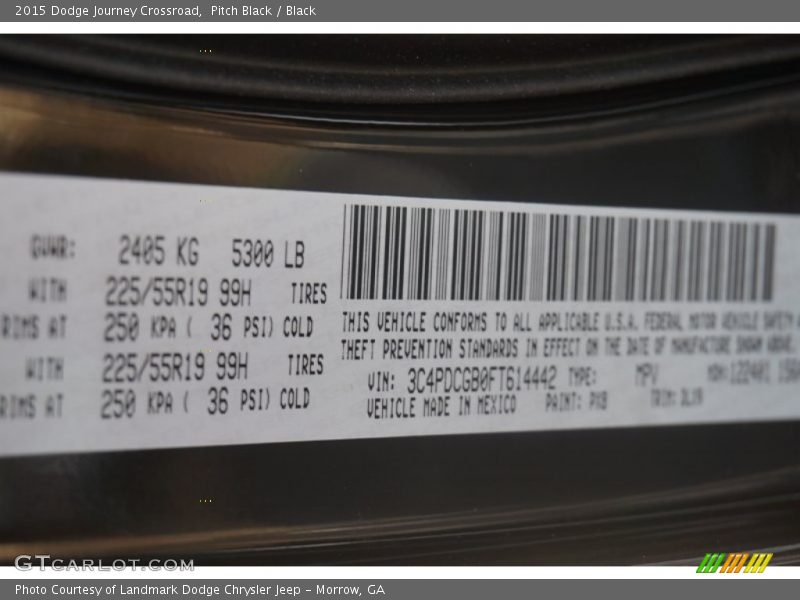 2015 Dodge Journey Crossroad, Pitch Black / Black
GVWR: 2405 KG 5300 LB
WITH 225/55R19 99H TIRES
RIMS AT 250 KPA ( 36 PSI) COLD
WITH 225/55R19 99H TIRES
RIMS AT 250 KPA ( 36 PSI) COLD
THIS VEHICLE CONFORMS TO ALL APPLICABLE U.S.A. FEDERAL MOTOR VEHICLE SAFETY
THEFT PREVENTION STANDARDS IN EFFECT ON THE DATE OF MANUFACTURE SHOWN ABOVE.
VIN: 3C4PDCGB0FT614442 TYPE: MPV
VEHICLE MADE IN MEXICO PAINT: PX8 TRIM:
GTCARLOT.COM
Photo Courtesy of Landmark Dodge Chrysler Jeep – Morrow, GA